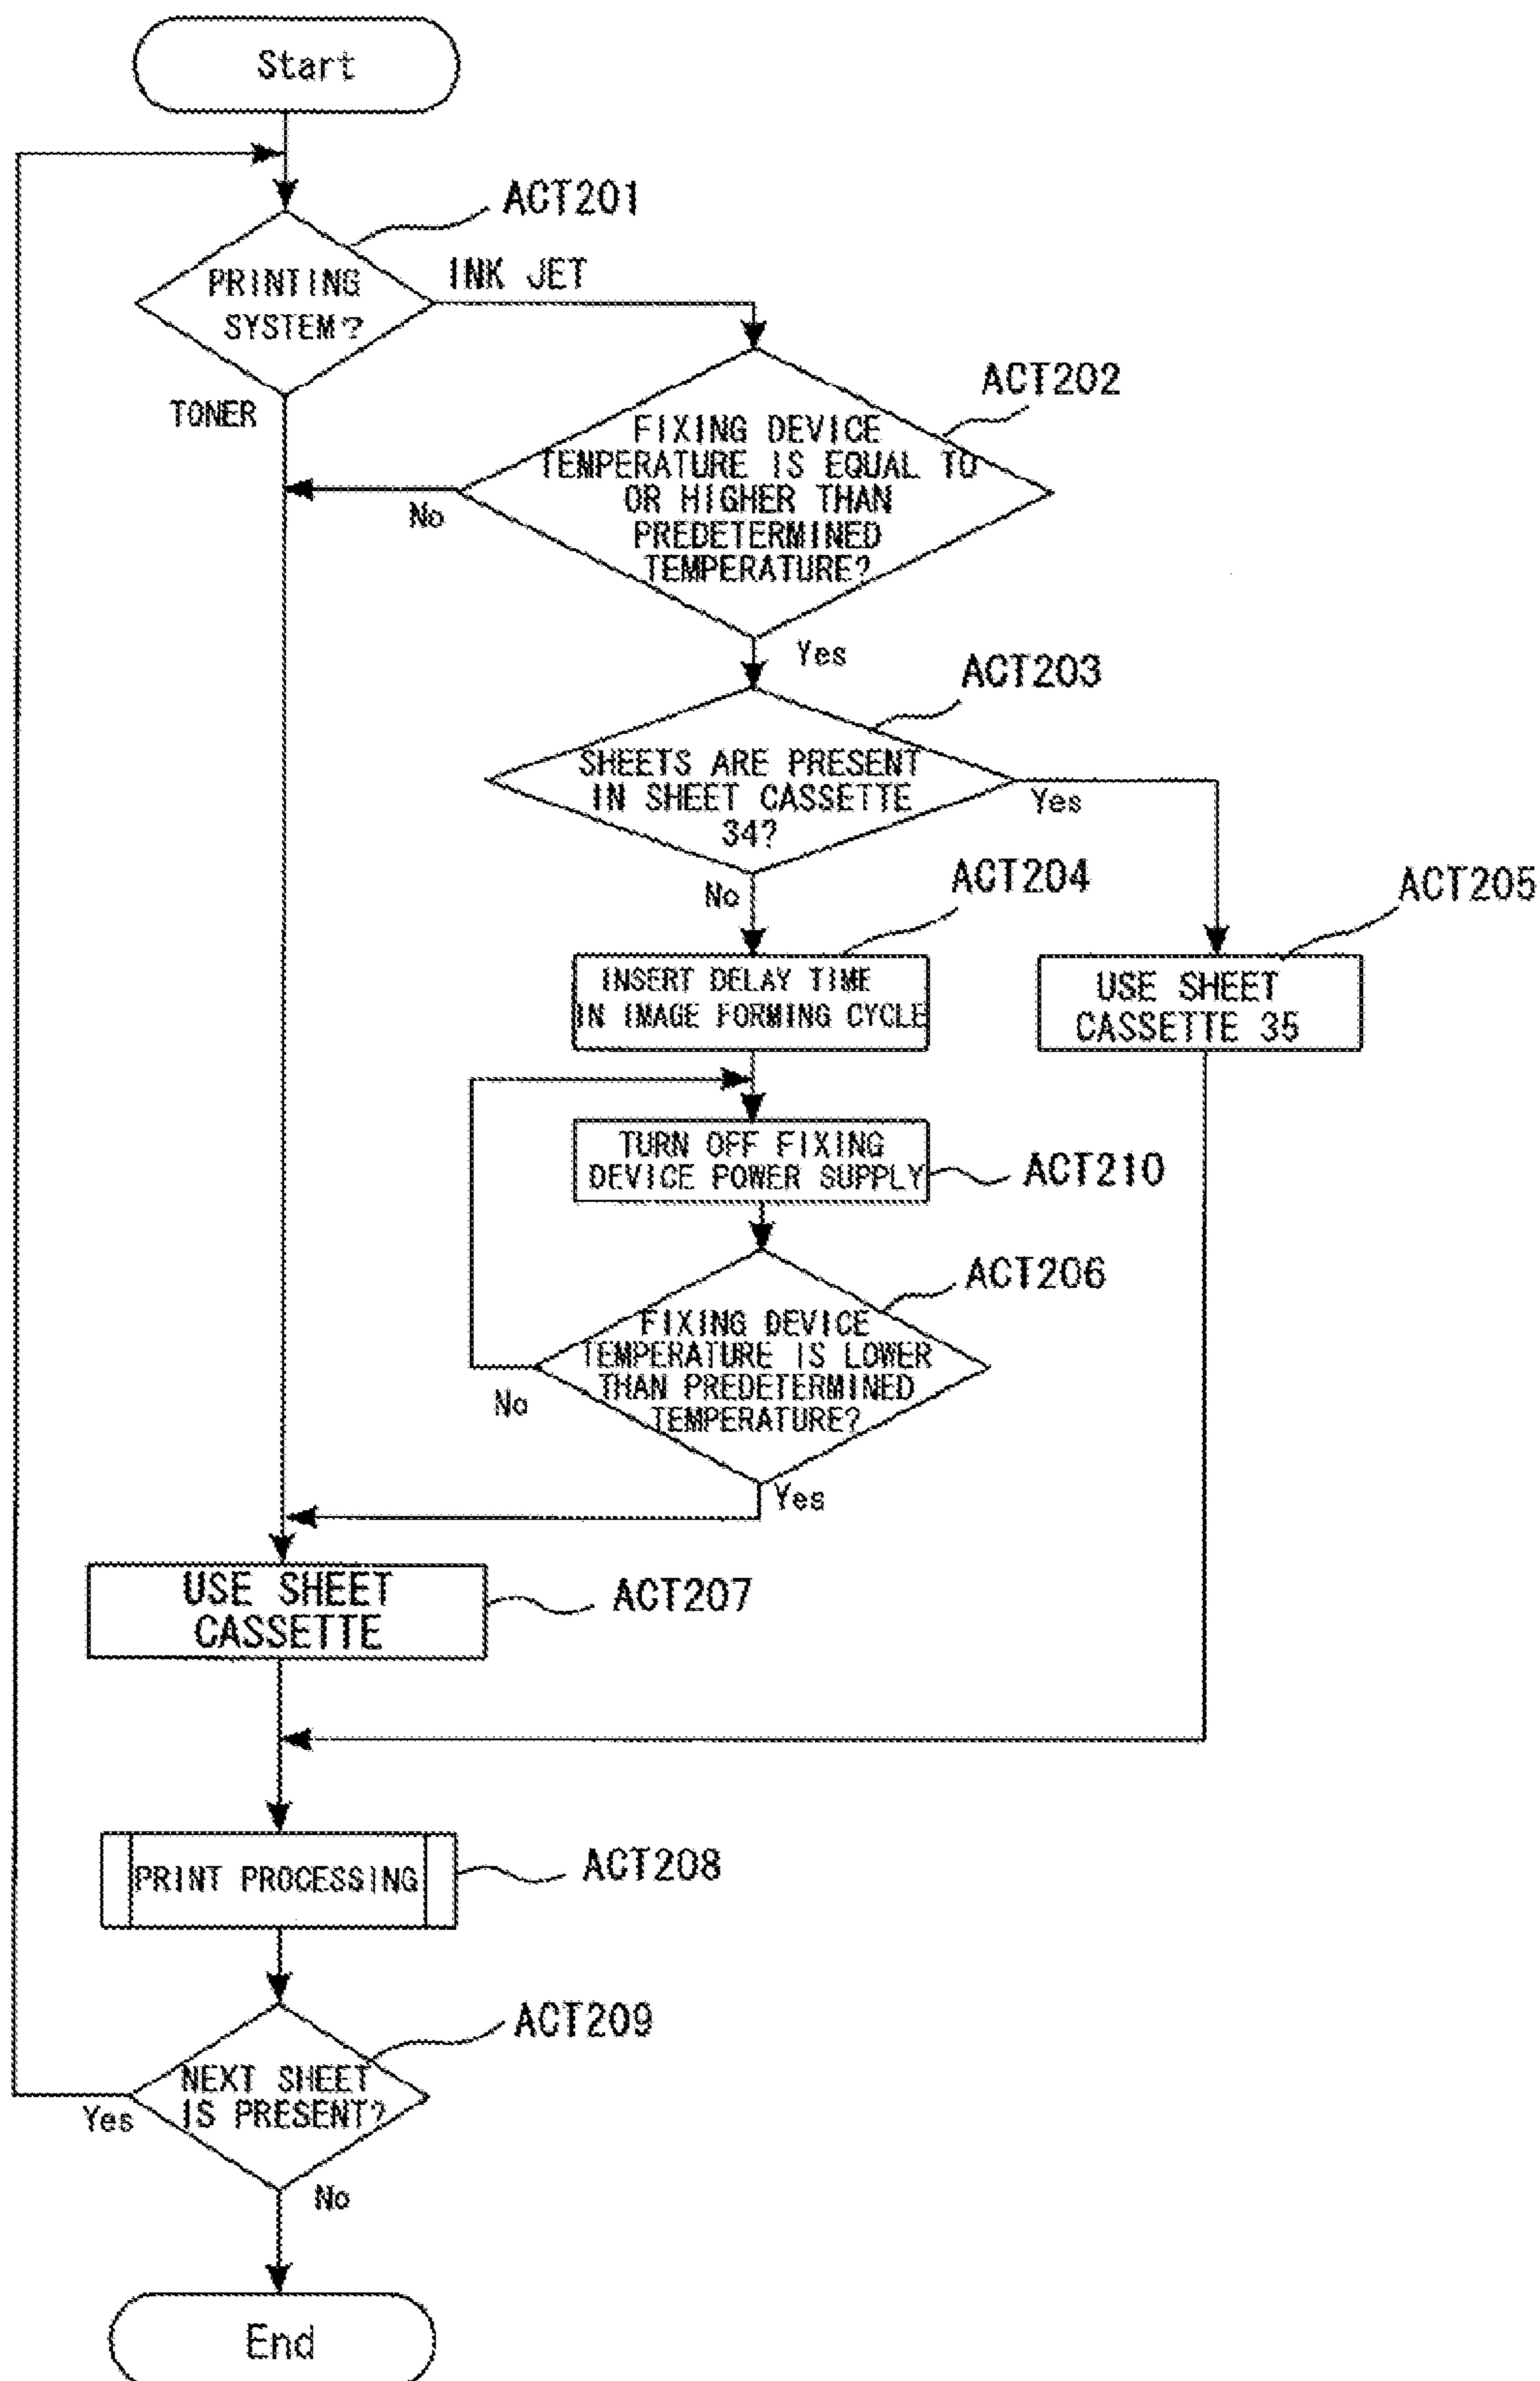 Start
ACT201
PRINTING
SYSTEM?
INK JET
TONER
ACT202
FIXING DEVICE
TEMPERATURE IS EQUAL TO
OR HIGHER THAN
PREDETERMINED
TEMPERATURE?
No
Yes
ACT203
SHEETS ARE PRESENT
IN SHEET CASSETTE
34?
Yes
No
ACT204
ACT205
INSERT DELAY TIME
IN IMAGE FORMING CYCLE
USE SHEET
CASSETTE 35
TURN OFF FIXING
DEVICE POWER SUPPLY
ACT210
ACT206
FIXING DEVICE
TEMPERATURE IS LOWER
THAN PREDETERMINED
TEMPERATURE?
No
Yes
USE SHEET
CASSETTE
ACT207
PRINT PROCESSING
ACT208
ACT209
NEXT SHEET
IS PRESENT?
Yes
No
End